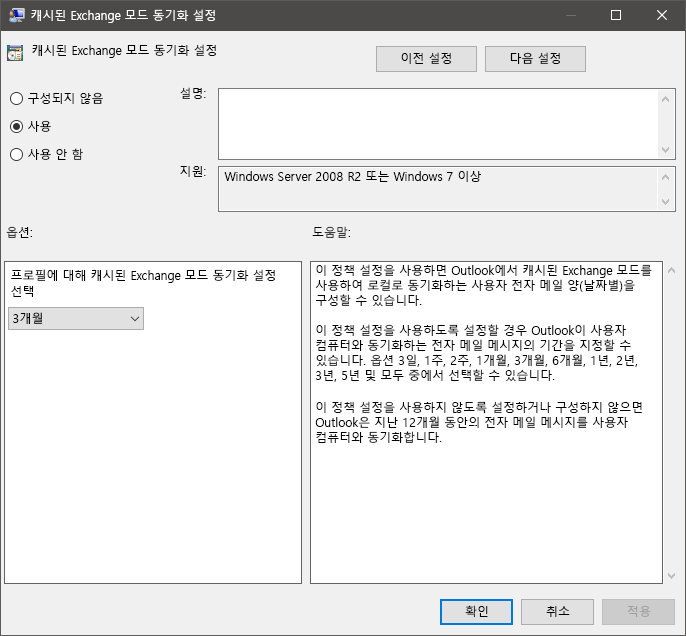 캐시된 Exchange 모드 동기화 설정
캐시된 Exchange 모드 동기화 설정
이전 설정
다음 설정
구성되지 않음
사용
사용 안 함
설명:
지원:
Windows Server 2008 R2 또는 Windows 7 이상
옵션:
도움말:
프로필에 대해 캐시된 Exchange 모드 동기화 설정
선택
3개월
이 정책 설정을 사용하면 Outlook에서 캐시된 Exchange 모드를
사용하여 로컬로 동기화하는 사용자 전자 메일 양(날짜별)을
구성할 수 있습니다.
이 정책 설정을 사용하도록 설정할 경우 Outlook이 사용자
컴퓨터와 동기화하는 전자 메일 메시지의 기간을 지정할 수
있습니다. 옵션 3일, 1주, 2주, 1개월, 3개월, 6개월, 1년, 2년,
3년, 5년 및 모두 중에서 선택할 수 있습니다.
이 정책 설정을 사용하지 않도록 설정하거나 구성하지 않으면
Outlook은 지난 12개월 동안의 전자 메일 메시지를 사용자
컴퓨터와 동기화합니다.
확인
취소
적용